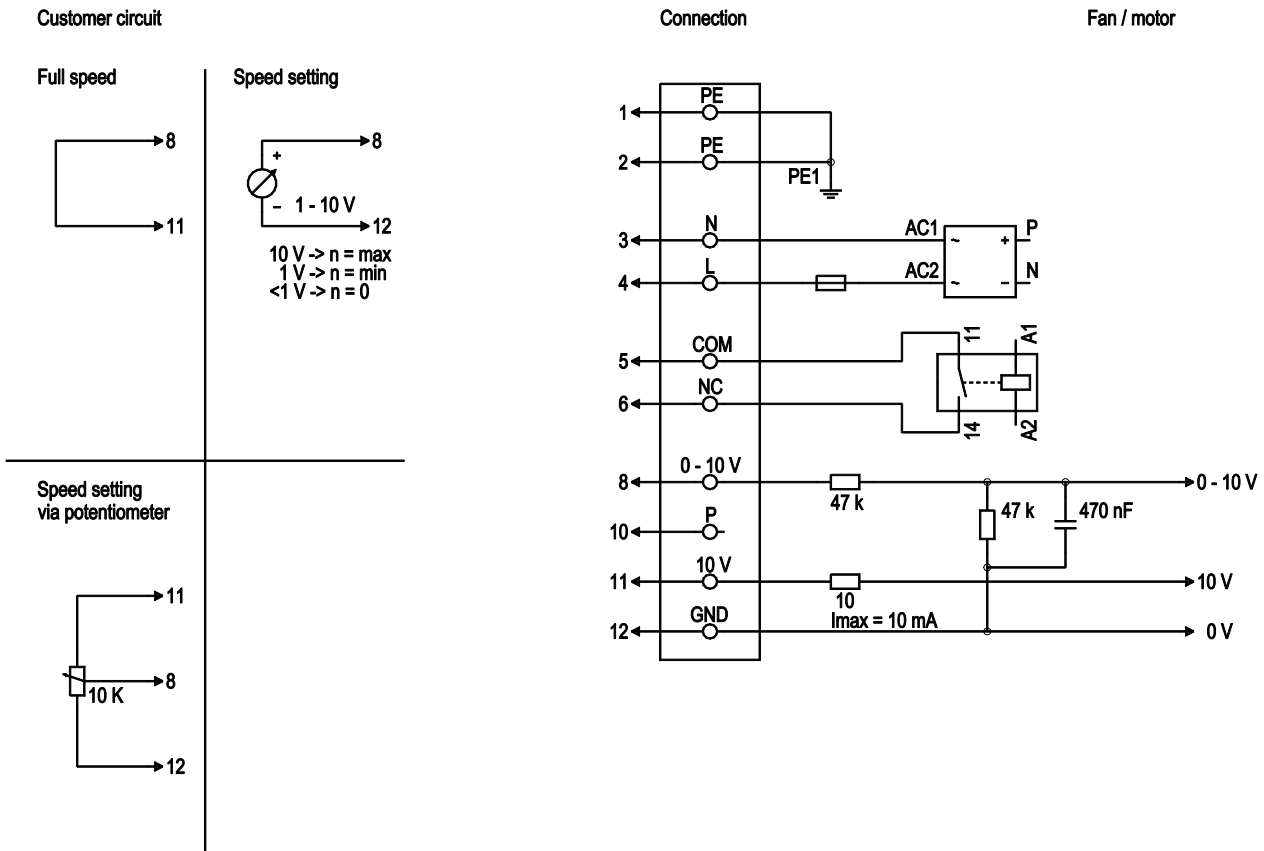 Customer circuit
Connection
Fan / motor
Full speed
8
11
Speed setting
8
+
– 1 - 10 V
12
10 V -> n = max
1 V -> n = min
<1 V -> n = 0
Speed setting
via potentiometer
11
8
10 K
12
1 PE
2 PE
PE1
3 N AC1 ~ + P
4 L AC2 ~ – N
5 COM
6 NC
11 A1
14 A2
8 0 - 10 V
47 k
47 k
470 nF
0 - 10 V
10 P
11 10 V
10
Imax = 10 mA
10 V
12 GND
0 V